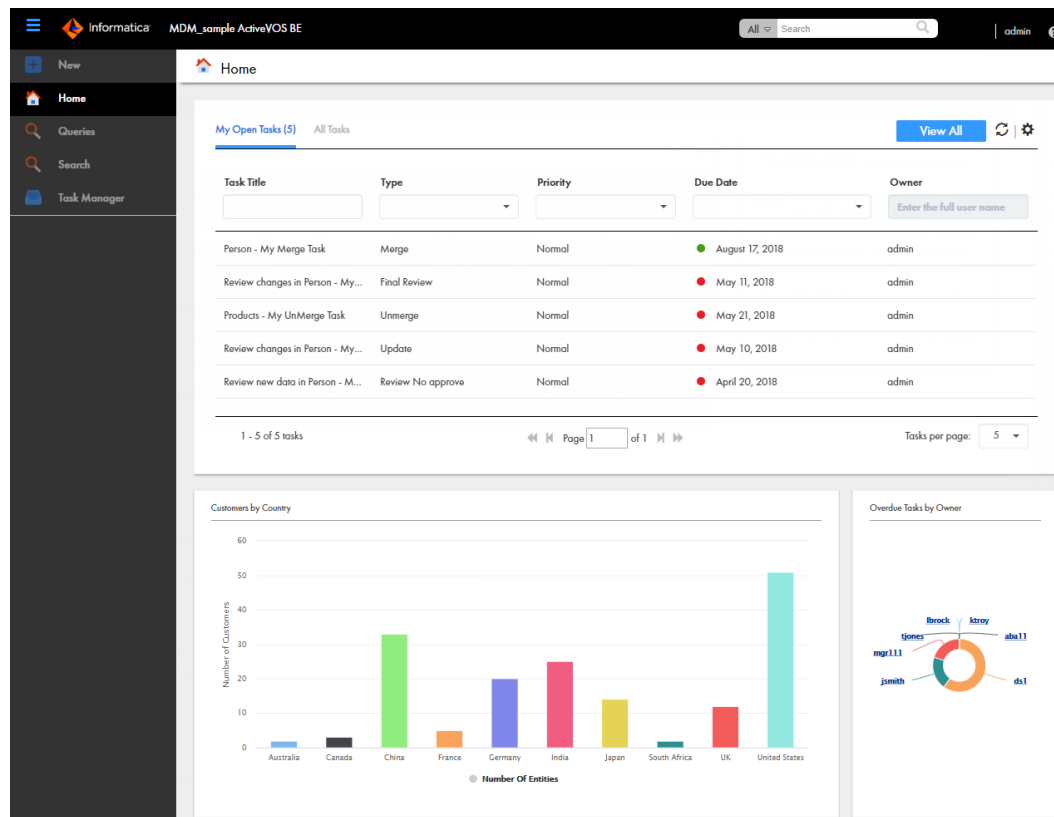 Informatica MDM_sample ActiveVOS BE All Search admin
New
Home
Queries
Search
Task Manager
Home
My Open Tasks (5) All Tasks View All
Task Title Type Priority Due Date Owner
Enter the full user name
Person - My Merge Task Merge Normal August 17, 2018 admin
Review changes in Person - My... Final Review Normal May 11, 2018 admin
Products - My UnMerge Task Unmerge Normal May 21, 2018 admin
Review changes in Person - My... Update Normal May 10, 2018 admin
Review new data in Person - M... Review No approve Normal April 20, 2018 admin
1 - 5 of 5 tasks Page 1 of 1 Tasks per page: 5
Customers by Country
60
50
40
30
20
10
0
Number of Customers
Australia Canada China France Germany India Japan South Africa UK United States
Number Of Entities
Overdue Tasks by Owner
lbrock ktroy
tjones aba11
mgr111
jsmith ds1